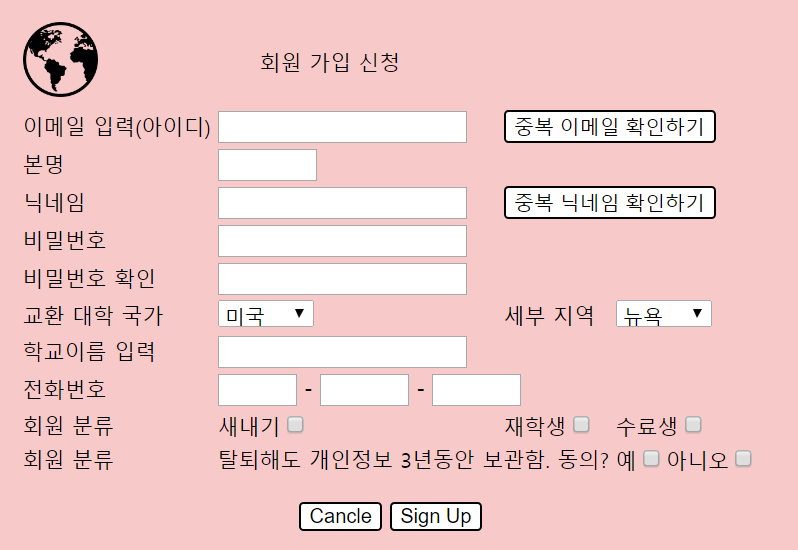 회원 가입 신청
이메일 입력(아이디) 중복 이메일 확인하기
본명
닉네임 중복 닉네임 확인하기
비밀번호
비밀번호 확인
교환 대학 국가 미국 세부 지역 뉴욕
학교이름 입력
전화번호 - -
회원 분류 새내기 재학생 수료생
회원 분류 탈퇴해도 개인정보 3년동안 보관함. 동의? 예 아니오
Cancle Sign Up